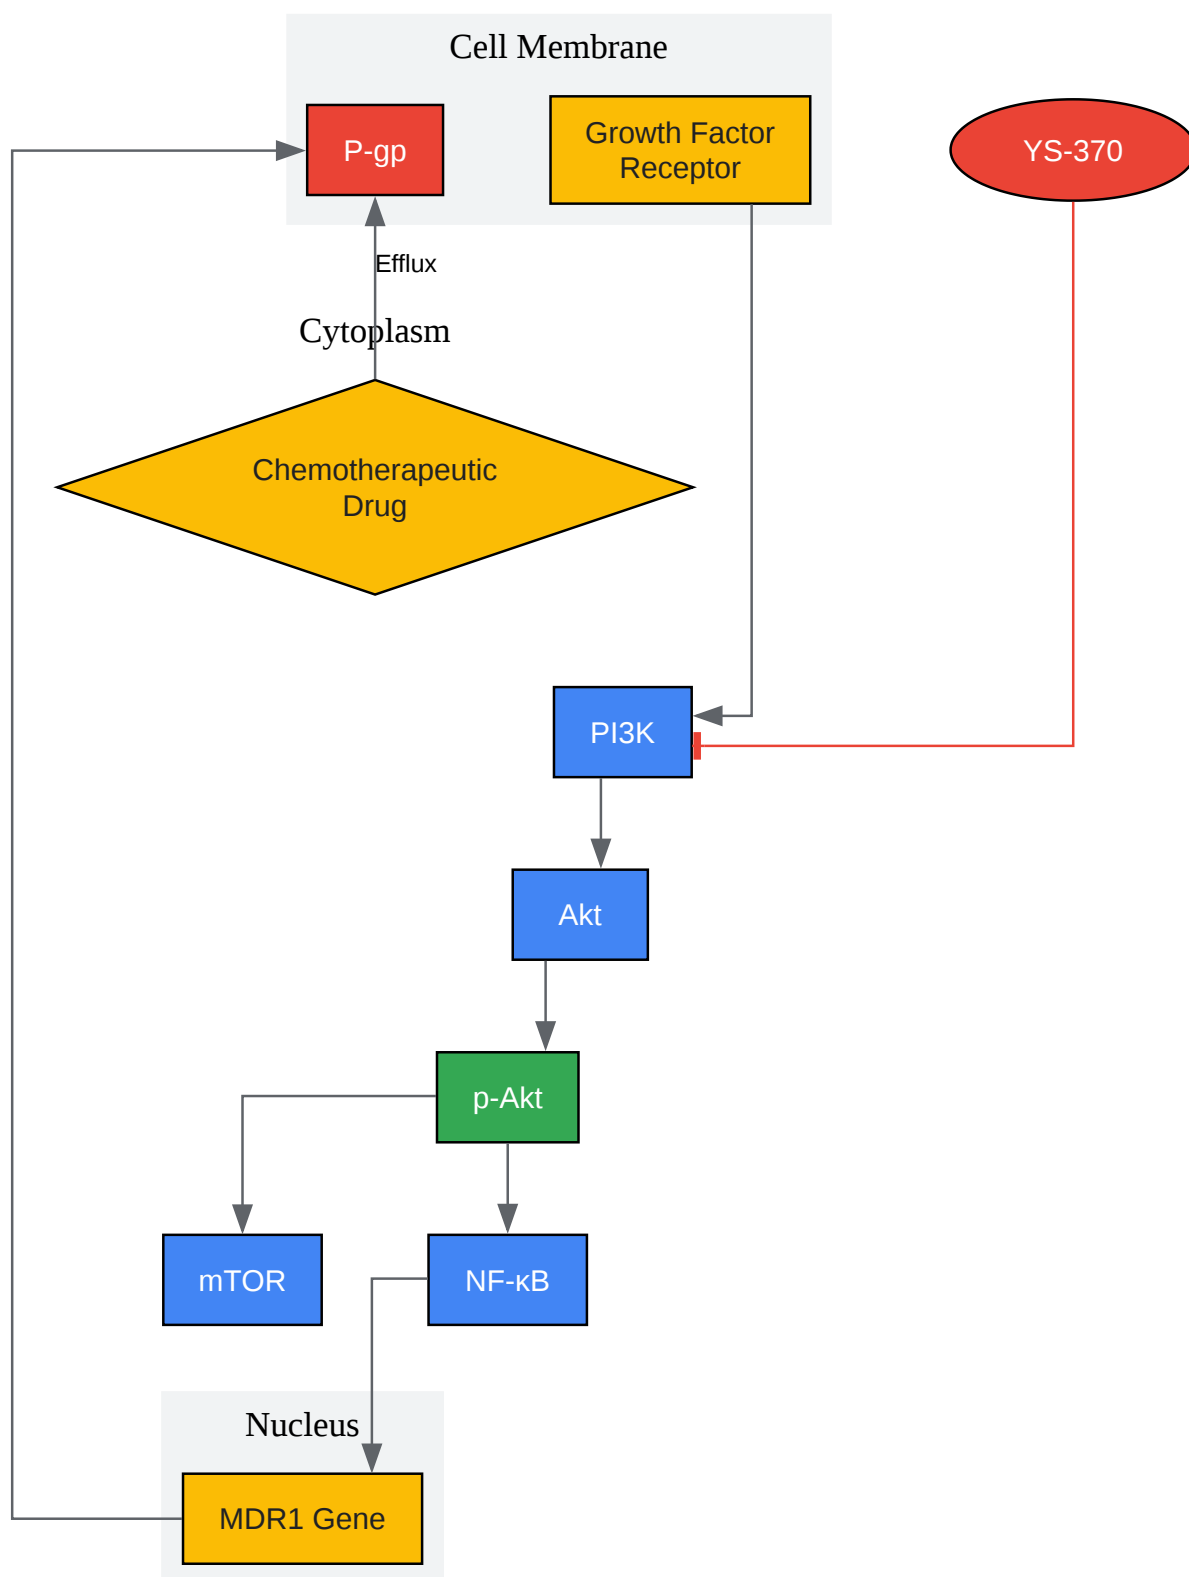 Cell Membrane
P-gp
Growth Factor
Receptor
YS-370
Efflux
Cytoplasm
Chemotherapeutic
Drug
PI3K
Akt
p-Akt
mTOR
NF-κB
Nucleus
MDR1 Gene